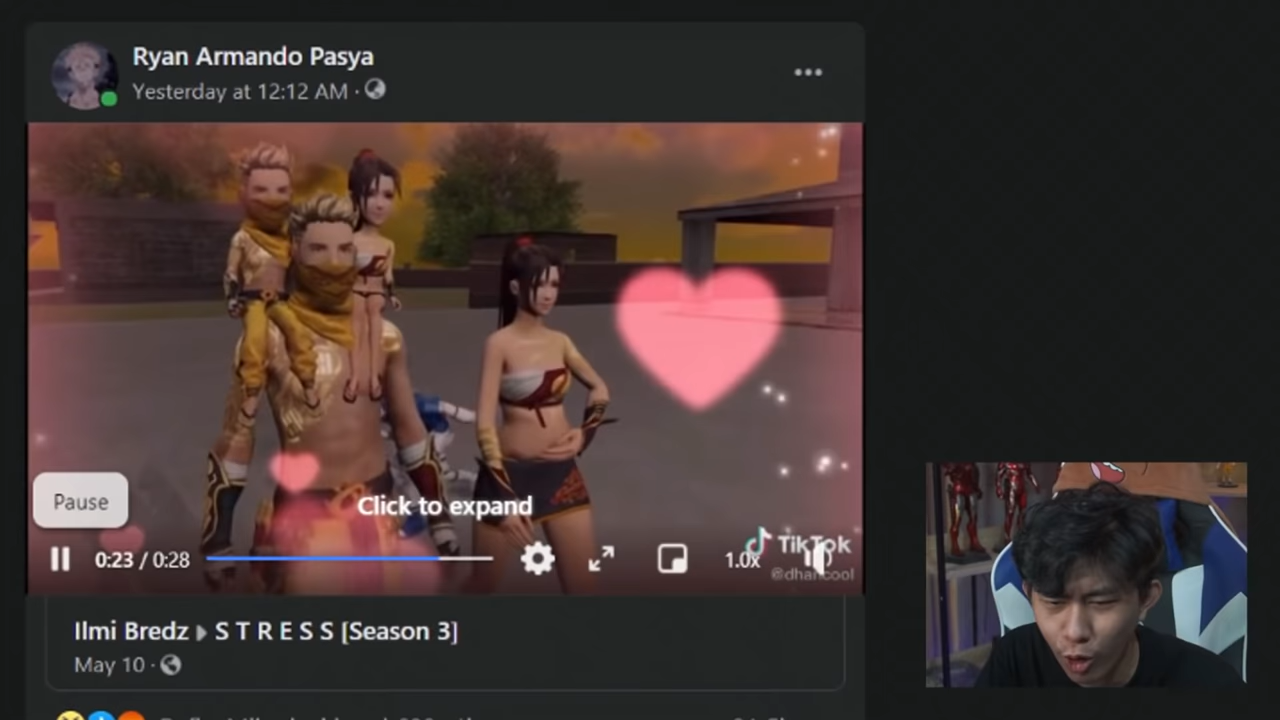 Ryan Armando Pasya
Yesterday at 12:12 AM ·
Pause
Click to expand
0:23 / 0:28
1.0x
TikTok
Ilmi Bredz S T R E S S [Season 3]
May 10 ·